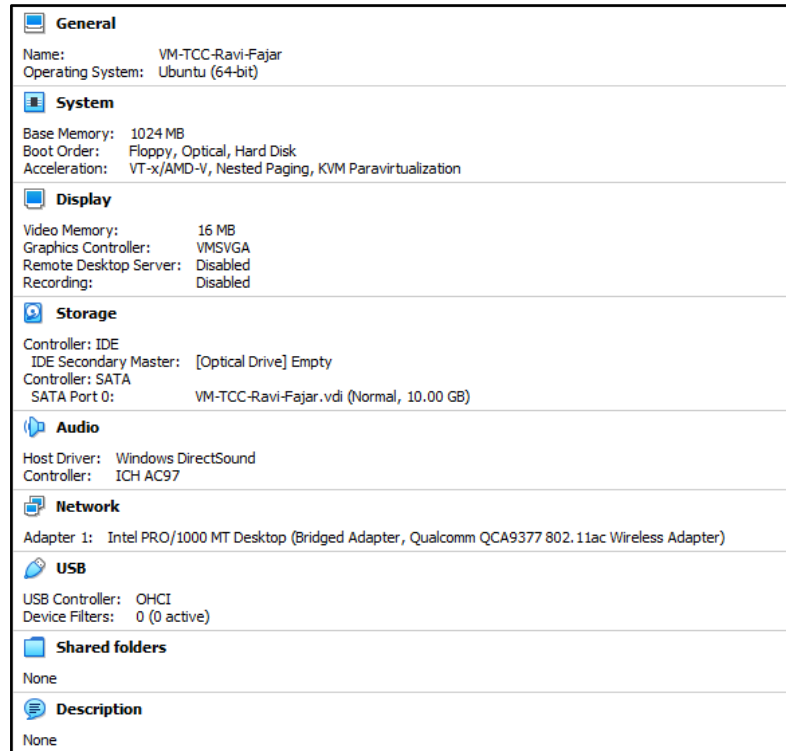 General
Name: VM-TCC-Ravi-Fajar
Operating System: Ubuntu (64-bit)
System
Base Memory: 1024 MB
Boot Order: Floppy, Optical, Hard Disk
Acceleration: VT-x/AMD-V, Nested Paging, KVM Paravirtualization
Display
Video Memory: 16 MB
Graphics Controller: VMSVGA
Remote Desktop Server: Disabled
Recording: Disabled
Storage
Controller: IDE
IDE Secondary Master: [Optical Drive] Empty
Controller: SATA
SATA Port 0: VM-TCC-Ravi-Fajar.vdi (Normal, 10.00 GB)
Audio
Host Driver: Windows DirectSound
Controller: ICH AC97
Network
Adapter 1: Intel PRO/1000 MT Desktop (Bridged Adapter, Qualcomm QCA9377 802.11ac Wireless Adapter)
USB
USB Controller: OHCI
Device Filters: 0 (0 active)
Shared folders
None
Description
None